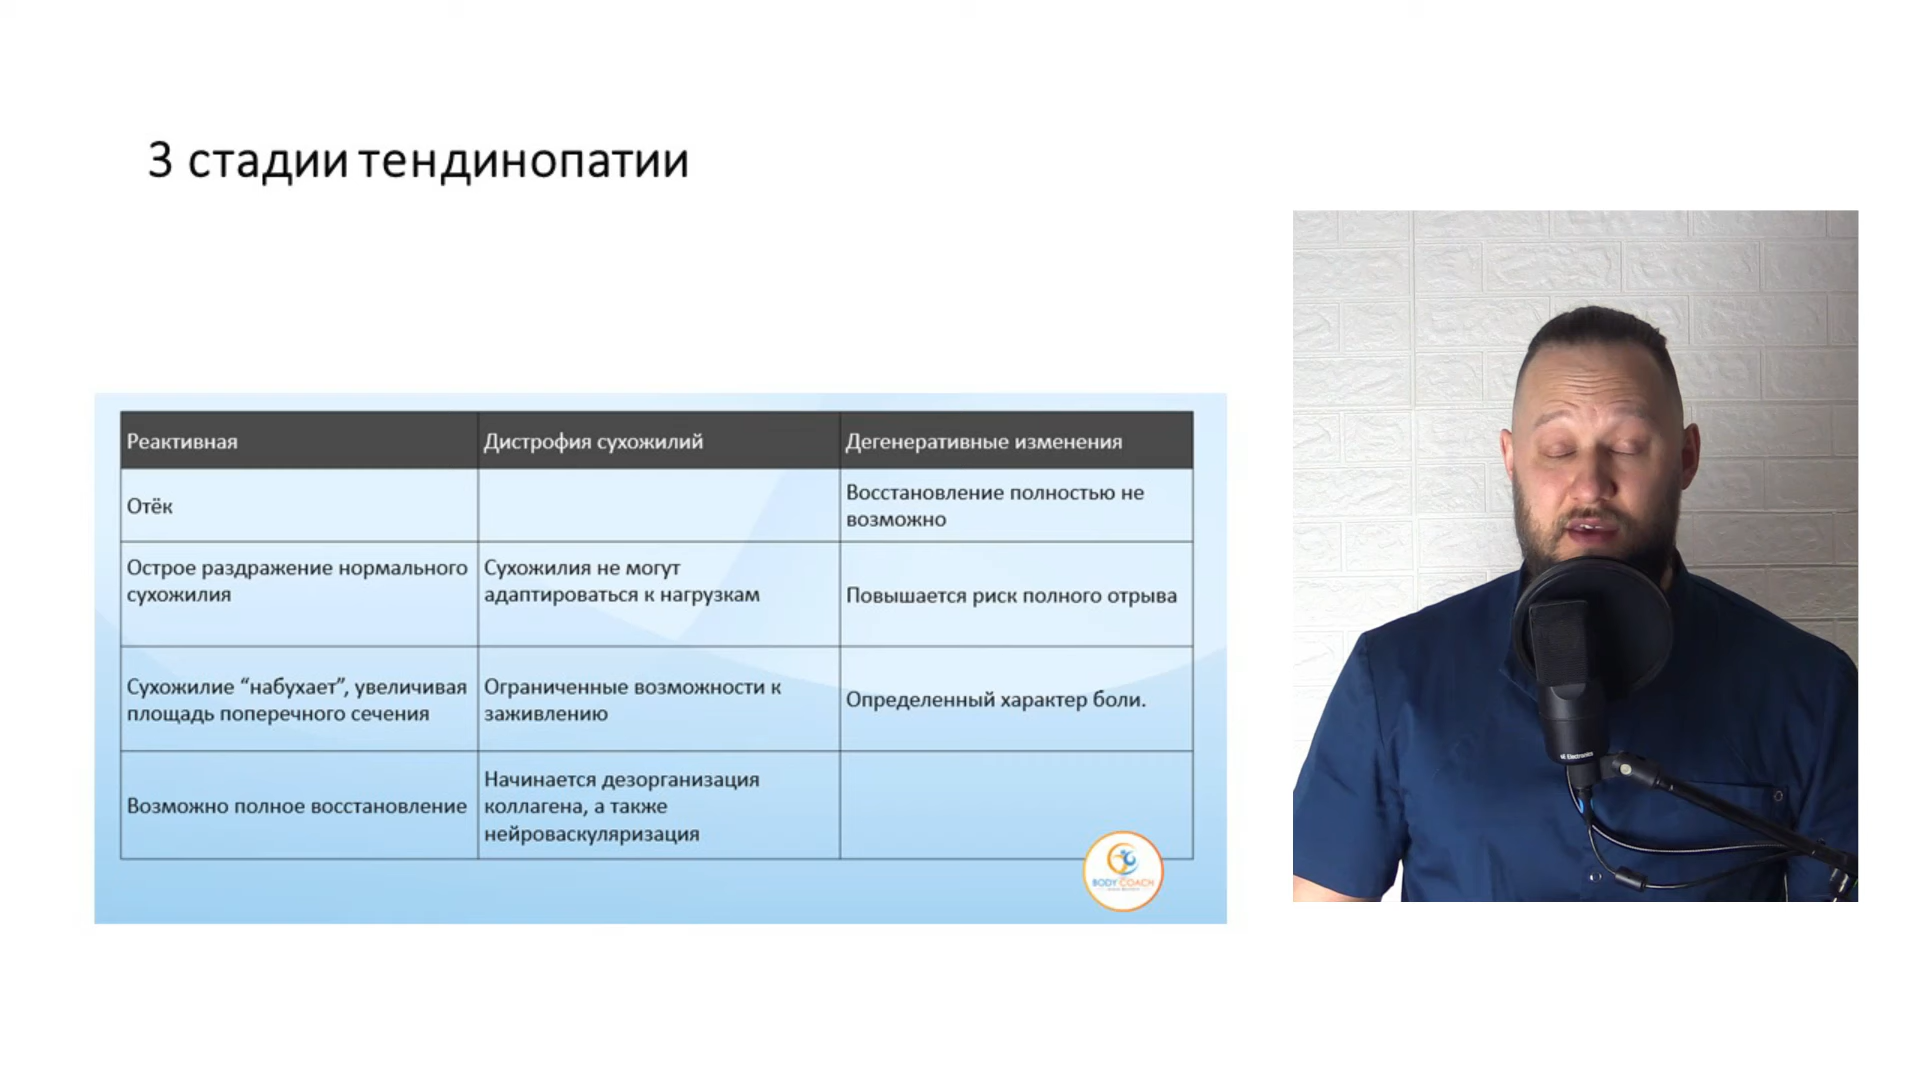 3 стадии тендинопатии
Реактивная
Дистрофия сухожилий
Дегенеративные изменения
Отёк
Восстановление полностью не
возможно
Острое раздражение нормального
сухожилия
Сухожилия не могут
адаптироваться к нагрузкам
Повышается риск полного отрыва
Сухожилие “набухает”, увеличивая
площадь поперечного сечения
Ограниченные возможности к
заживлению
Определенный характер боли.
Возможно полное восстановление
Начинается дезорганизация
коллагена, а также
нейроваскуляризация
BODY COACH